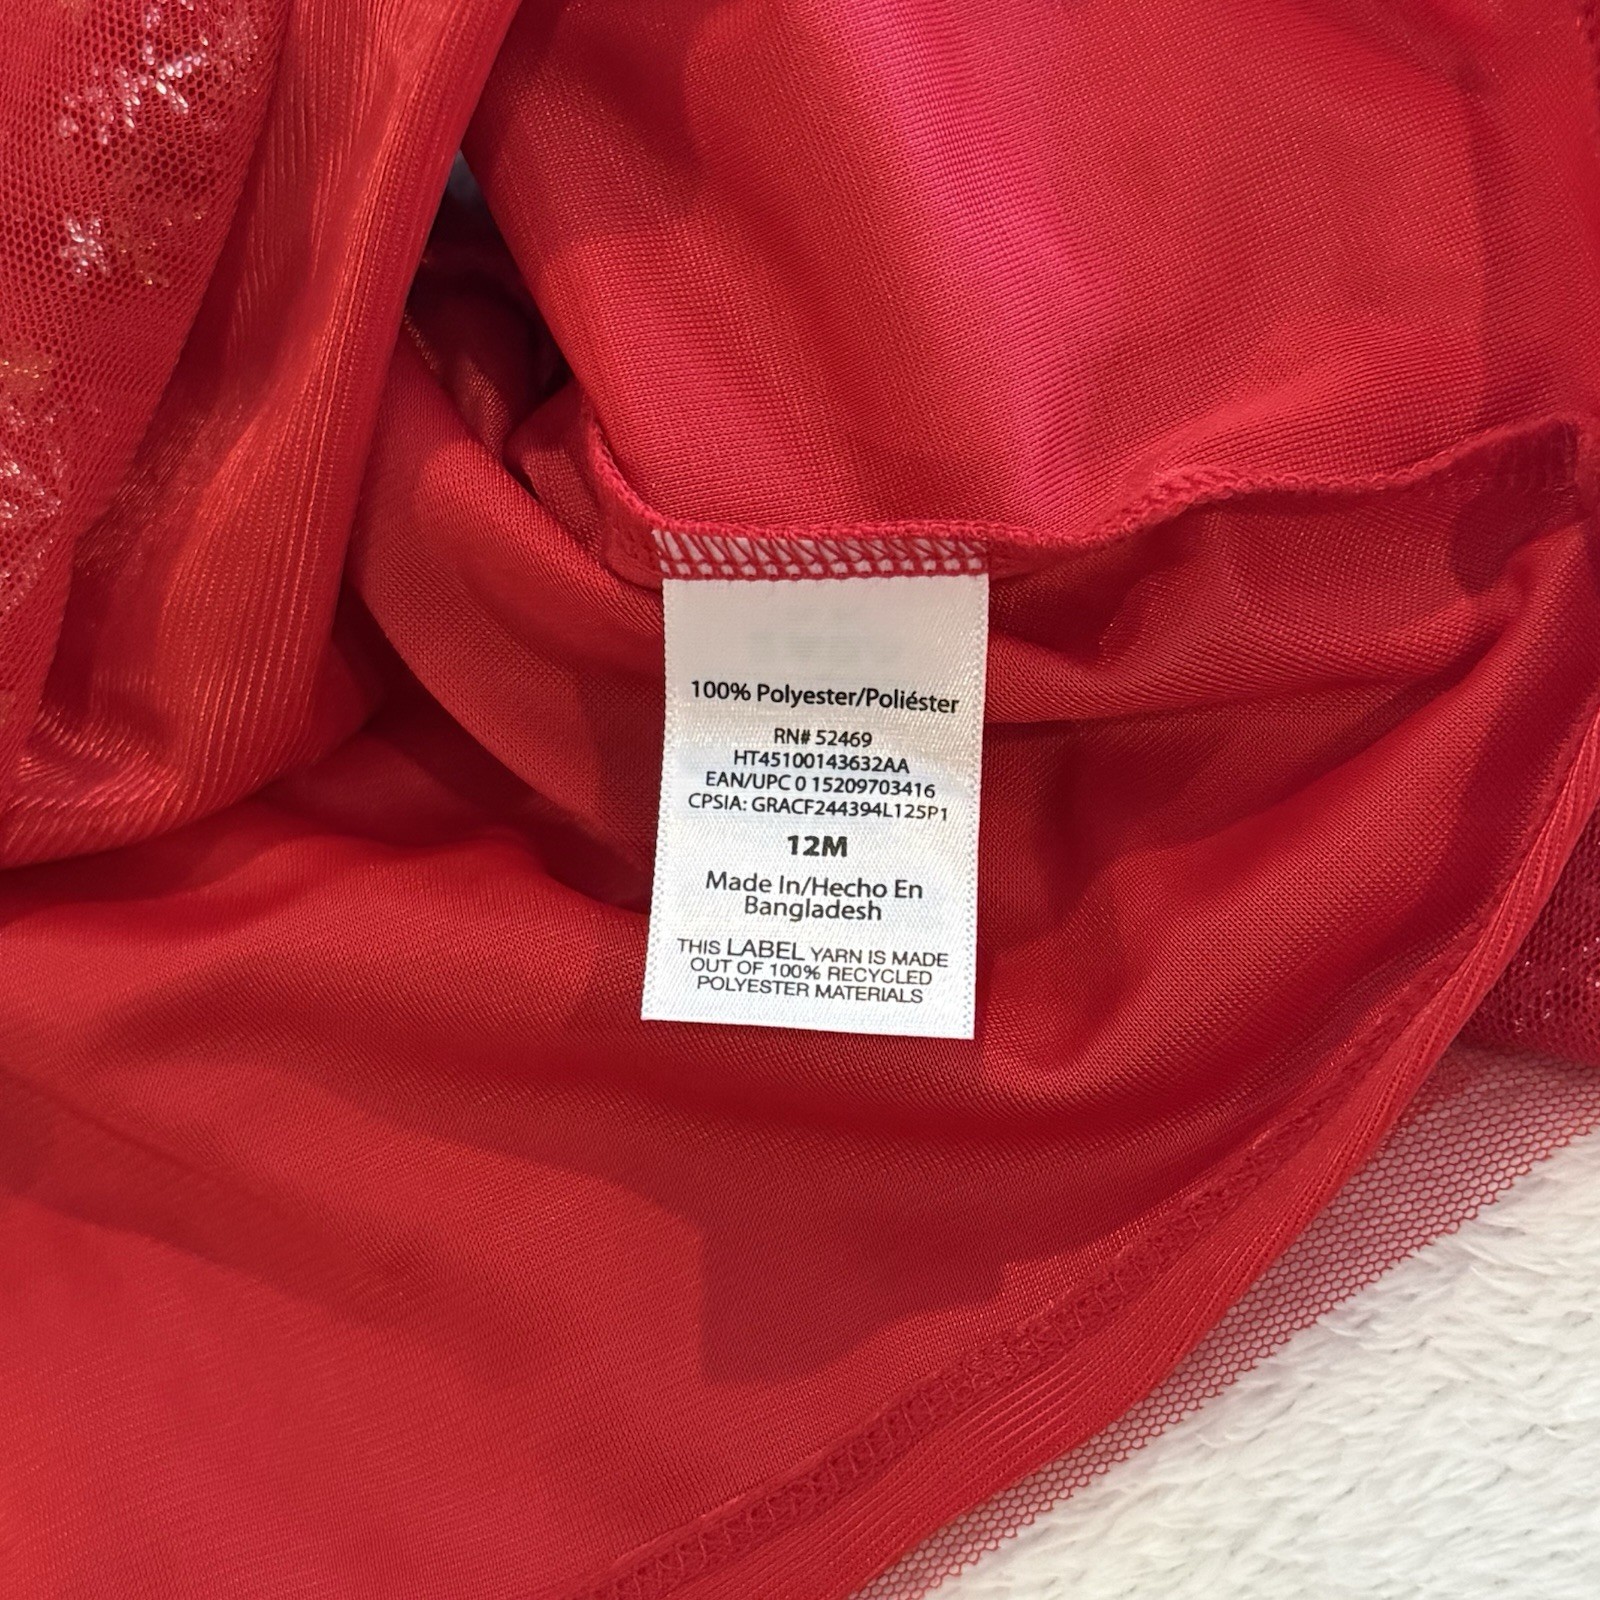 100% Polyester/Poliéster
RN# 52469
HT45100143632AA
EAN/UPC 0 15209703416
CPSIA: GRACF244394L125P1
12M
Made In/Hecho En
Bangladesh
THIS LABEL YARN IS MADE
OUT OF 100% RECYCLED
POLYESTER MATERIALS